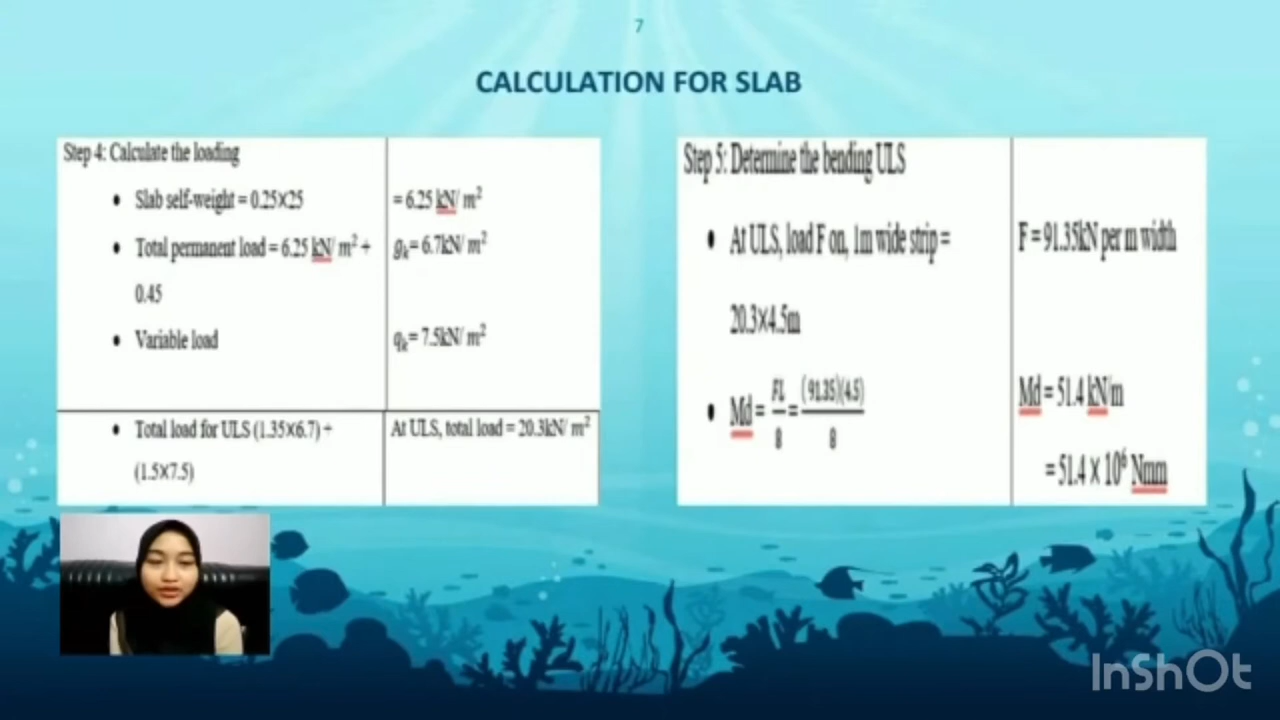 7
CALCULATION FOR SLAB
Step 4: Calculate the loading
• Slab self-weight = 0.25×25
= 6.25 kN/ m²
• Total permanent load = 6.25 kN/ m² +
0.45
gₖ= 6.7kN/ m²
• Variable load
qₖ= 7.5kN/ m²
• Total load for ULS (1.35×6.7) +
(1.5×7.5)
At ULS, total load = 20.3kN/ m²
Step 5: Determine the bending ULS
• At ULS, load F on, 1m wide strip =
20.3×4.5m
F = 91.35kN per m width
• Md = FL/8 = (91.35)(4.5)/8
Md = 51.4 kN/m
= 51.4 × 10⁶ Nmm
InShOt